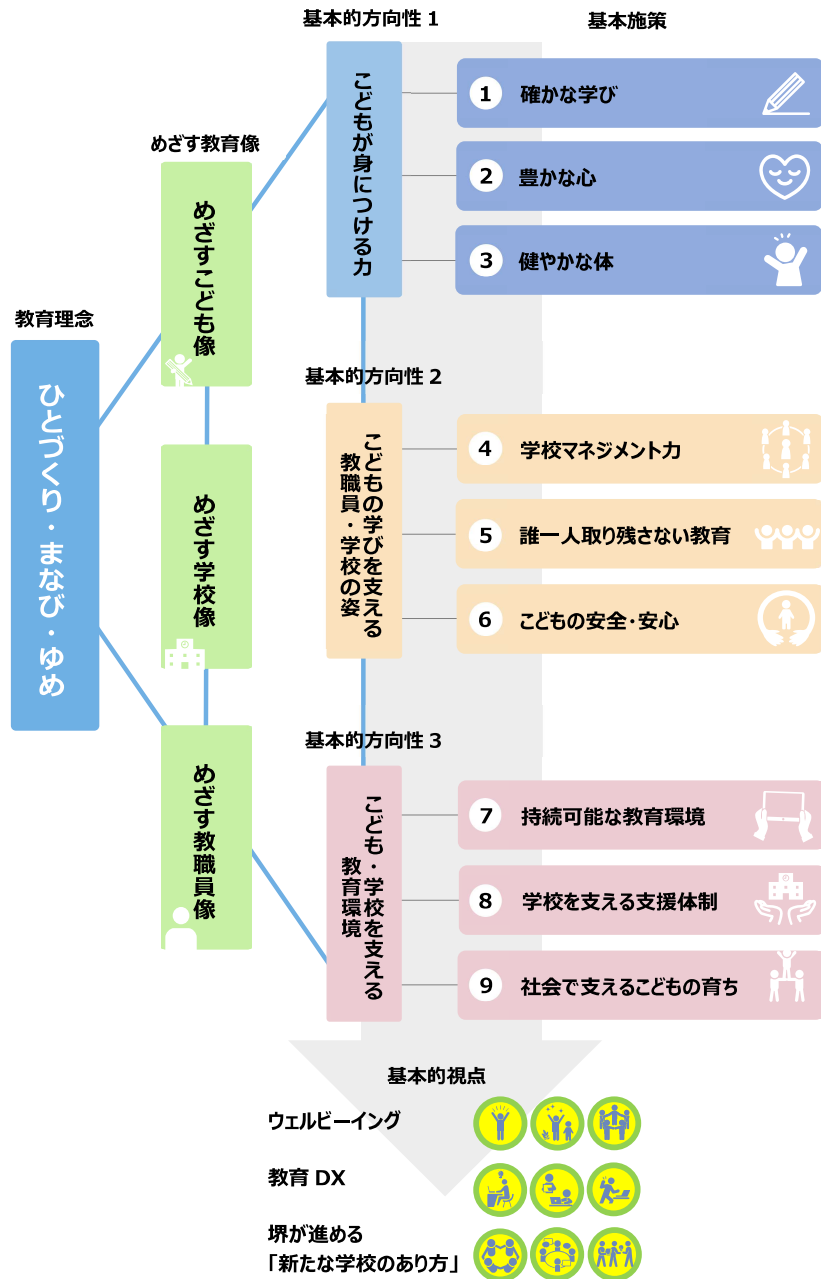 教育理念
ひとづくり・まなび・ゆめ
めざす教育像
めざすこども像
めざす学校像
めざす教職員像
基本的方向性1
こどもが身につける力
基本施策
1 確かな学び
2 豊かな心
3 健やかな体
基本的方向性2
こどもの学びを支える
教職員・学校の姿
4 学校マネジメント力
5 誰一人取り残さない教育
6 こどもの安全・安心
基本的方向性3
こども・学校を支える
教育環境
7 持続可能な教育環境
8 学校を支える支援体制
9 社会で支えるこどもの育ち
基本的視点
ウェルビーイング
教育 DX
堺が進める
「新たな学校のあり方」